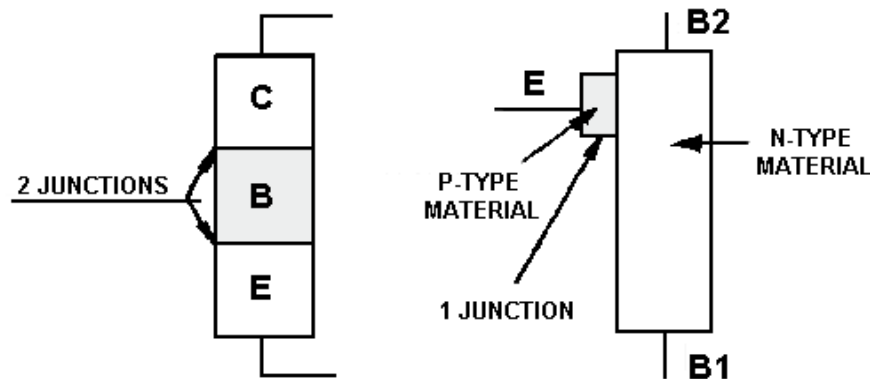 C
2 JUNCTIONS
B
E
B2
E
P-TYPE
MATERIAL
N-TYPE
MATERIAL
1 JUNCTION
B1